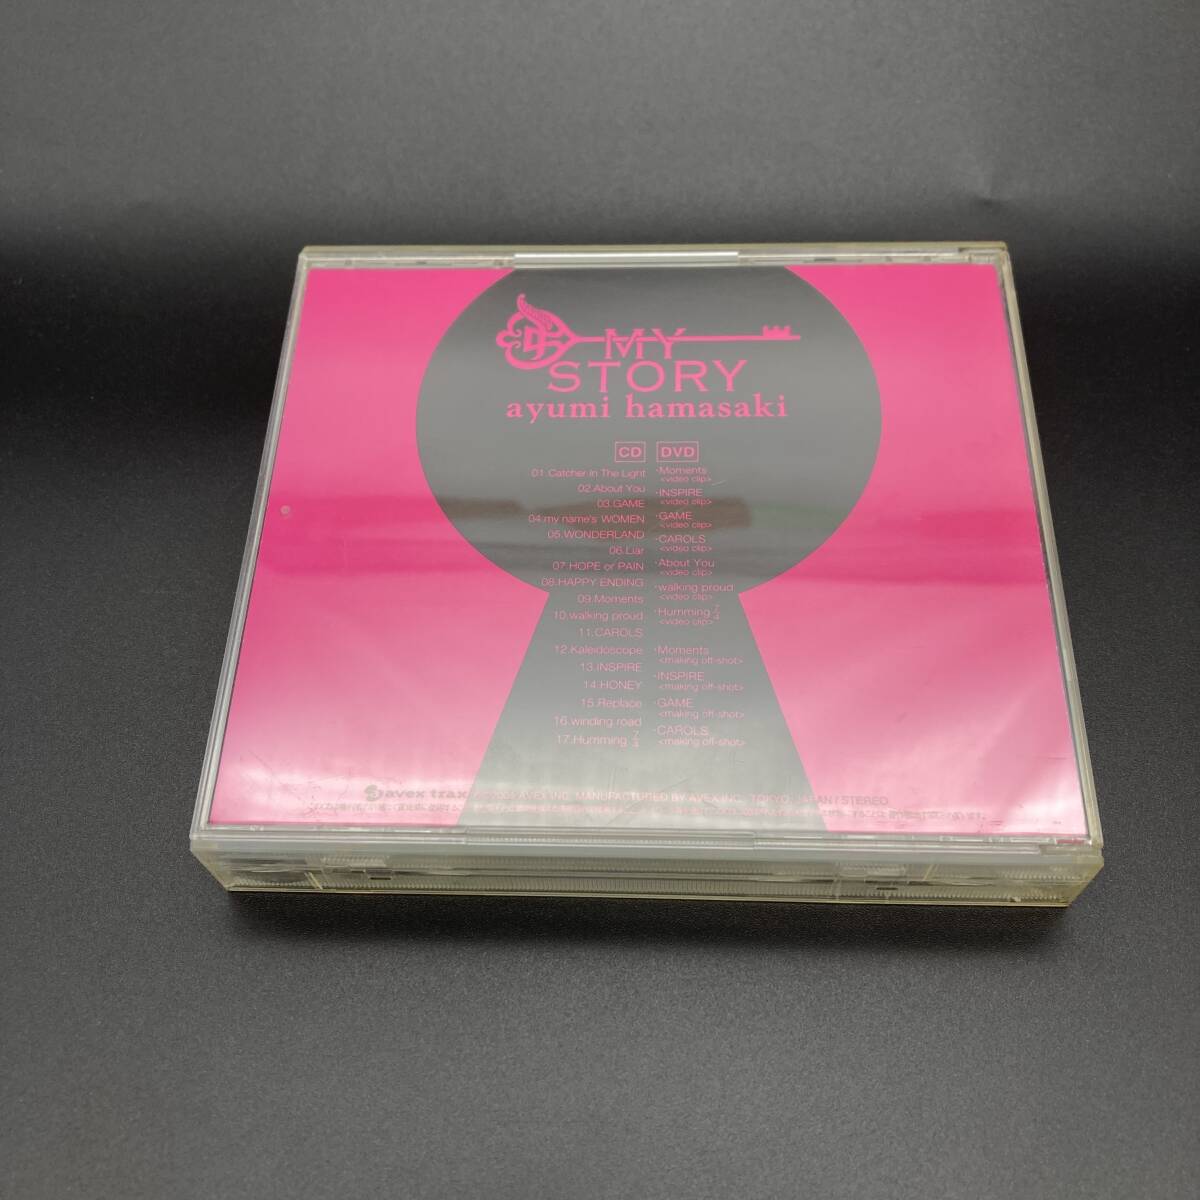 MY
STORY
ayumi hamasaki
CD
01.Catcher In The Light
02.About You
03.GAME
04.my name's WOMEN
05.WONDERLAND
06.Liar
07.HOPE or PAIN
08.HAPPY ENDING
09.Moments
10.walking proud
11.CAROLS
12.Kaleidoscope
13.INSPIRE
14.HONEY
15.Replace
16.winding road
17.Humming 7/4
DVD
・Moments
<video clip>
・INSPIRE
<video clip>
・GAME
<video clip>
・CAROLS
<video clip>
・About You
<video clip>
・walking proud
<video clip>
・Humming 7/4
<video clip>
・Moments
<making off-shot>
・INSPIRE
<making off-shot>
・GAME
<making off-shot>
・CAROLS
<making off-shot>
avex trax AVEX INC. MANUFACTURED BY AVEX INC., TOKYO, JAPAN / STEREO